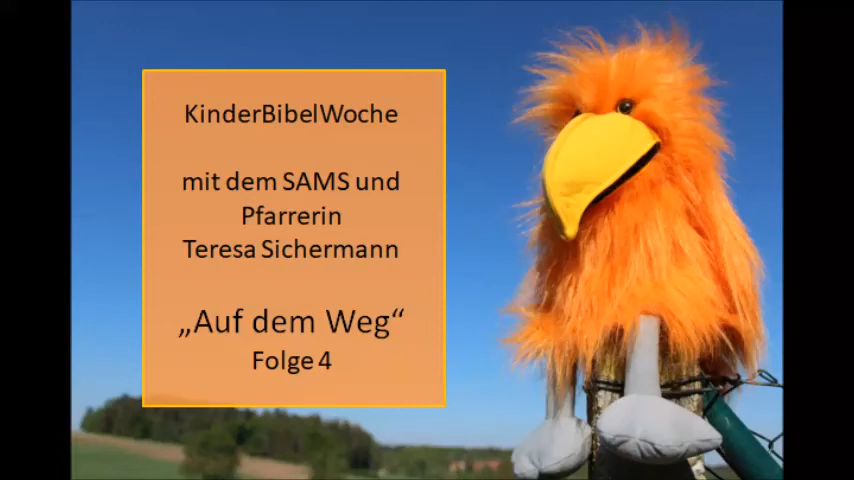 KinderBibelWoche
mit dem SAMS und
Pfarrerin
Teresa Sichermann
„Auf dem Weg“
Folge 4